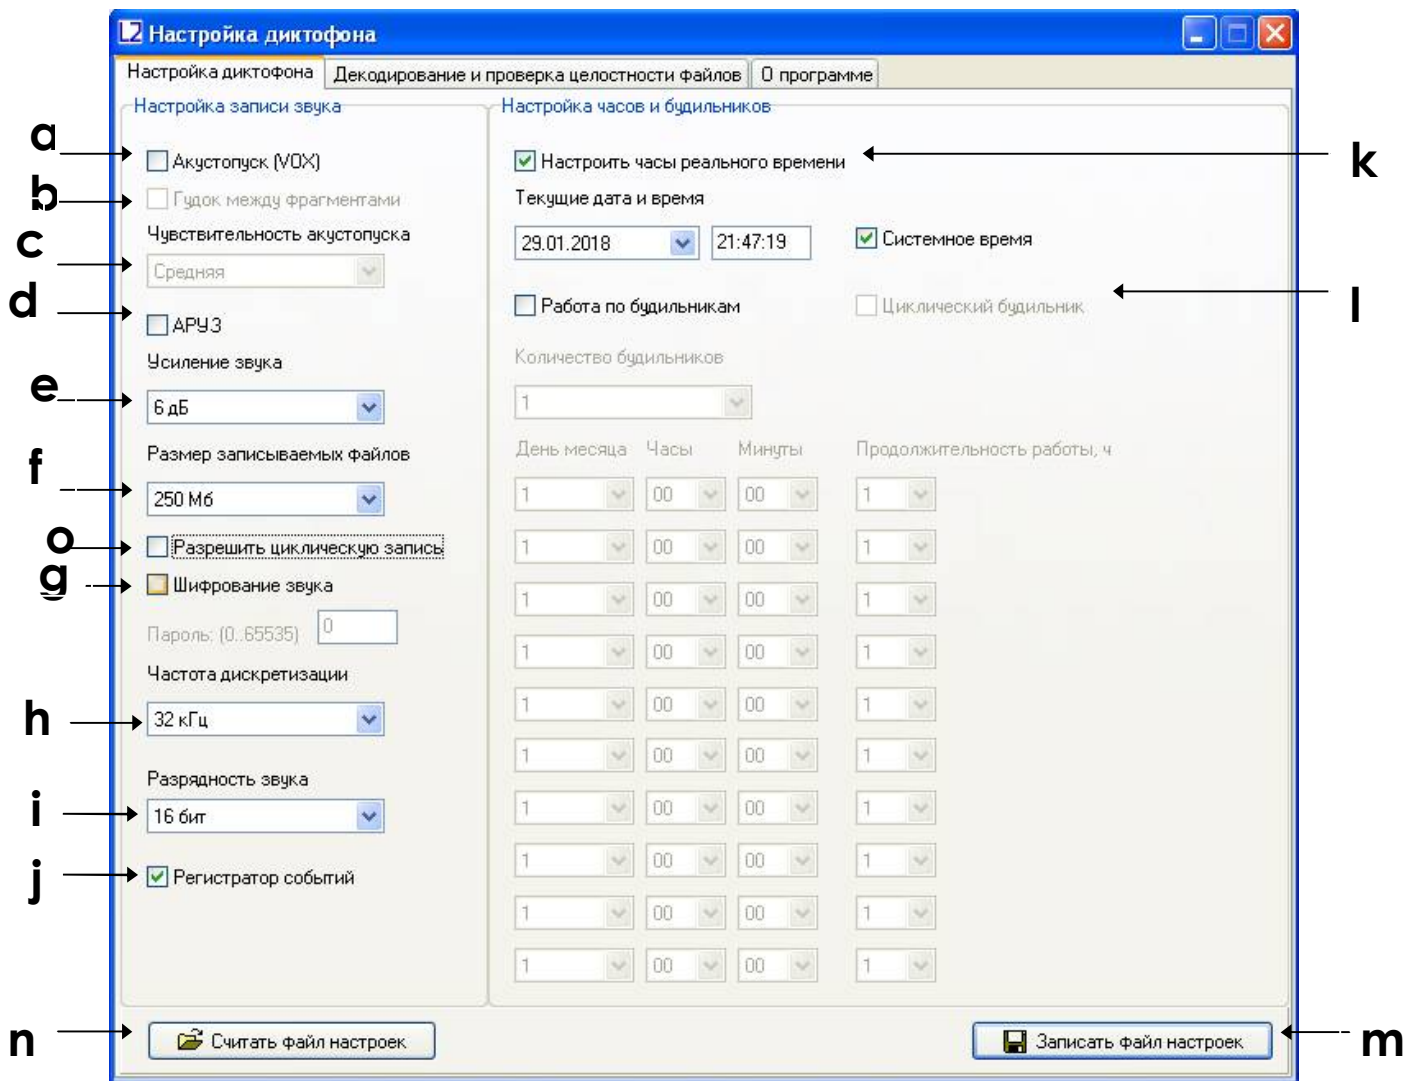 L2 Настройка диктофона
Настройка диктофона Декодирование и проверка целостности файлов О программе
Настройка записи звука
a Акустопуск (VOX)
b Гудок между фрагментами
Чувствительность акустопуска
c Средняя
d АРУЗ
Усиление звука
e 6 дБ
Размер записываемых файлов
f 250 Мб
o Разрешить циклическую запись
g Шифрование звука
Пароль: (0..65535) 0
Частота дискретизации
h 32 кГц
Разрядность звука
i 16 бит
j Регистратор событий
Настройка часов и будильников
Настроить часы реального времени k
Текущие дата и время
29.01.2018 21:47:19 Системное время
Работа по будильникам Циклический будильник l
Количество будильников
1
День месяца Часы Минуты Продолжительность работы, ч
1 00 00 1
1 00 00 1
1 00 00 1
1 00 00 1
1 00 00 1
1 00 00 1
1 00 00 1
1 00 00 1
1 00 00 1
1 00 00 1
n Считать файл настроек Записать файл настроек m